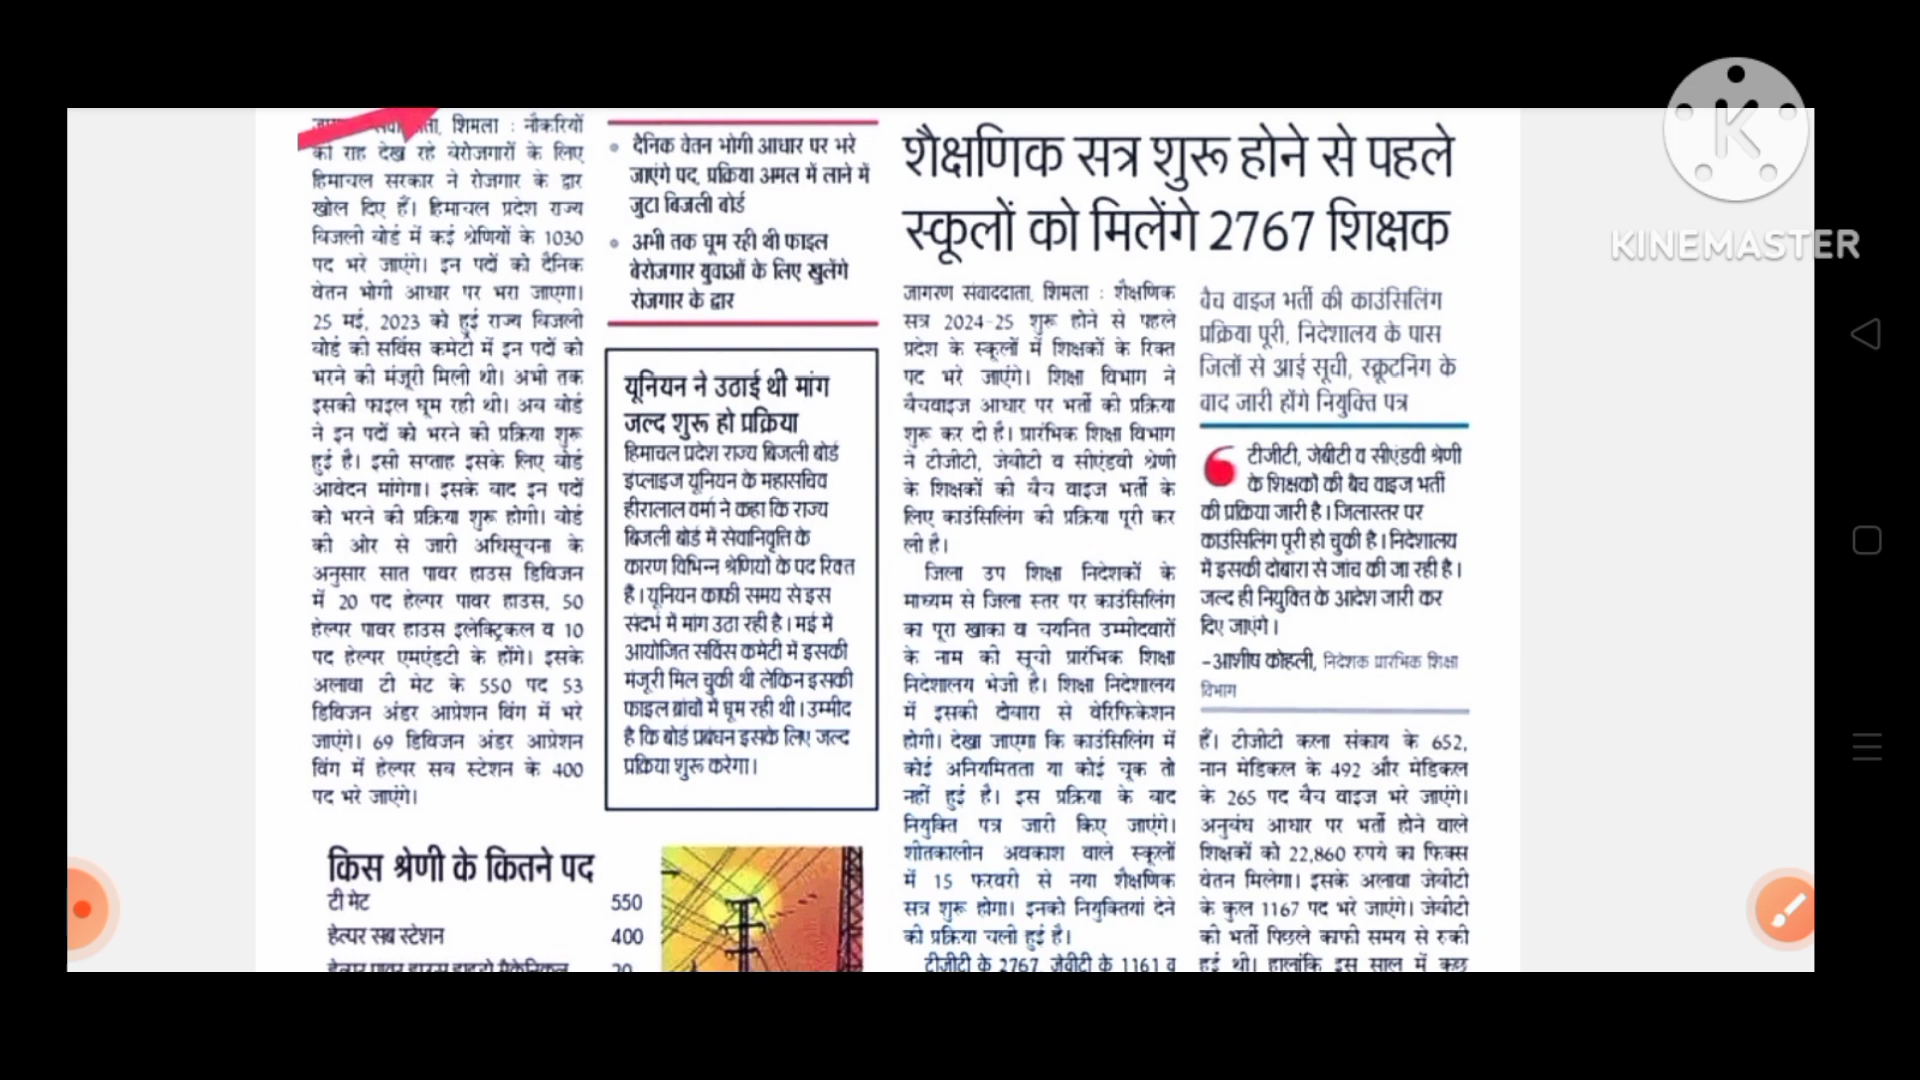 शिमला : नौकरियों
की राह देख रहे बेरोजगारों के लिए
हिमाचल सरकार ने रोजगार के द्वार
खोल दिए हैं। हिमाचल प्रदेश राज्य
बिजली बोर्ड में कई श्रेणियों के 1030
पद भरे जाएंगे। इन पदों को दैनिक
वेतन भोगी आधार पर भरा जाएगा।
25 मई, 2023 को हुई राज्य बिजली
बोर्ड की सर्विस कमेटी में इन पदों को
भरने की मंजूरी मिली थी। अभी तक
इसकी फाइल घूम रही थी। अब बोर्ड
ने इन पदों को भरने की प्रक्रिया शुरू
हुई है। इसी सप्ताह इसके लिए बोर्ड
आवेदन मांगेगा। इसके बाद इन पदों
को भरने की प्रक्रिया शुरू होगी। बोर्ड
की ओर से जारी अधिसूचना के
अनुसार सात पावर हाउस डिविजन
में 20 पद हेल्पर पावर हाउस, 50
हेल्पर पावर हाउस इलेक्ट्रिकल व 10
पद हेल्पर एमएंडटी के होंगे। इसके
अलावा टी मेट के 550 पद 53
डिविजन अंडर आप्रेशन विंग में भरे
जाएंगे। 69 डिविजन अंडर आप्रेशन
विंग में हेल्पर सब स्टेशन के 400
पद भरे जाएंगे।
किस श्रेणी के कितने पद
टी मेट 550
हेल्पर सब स्टेशन 400
हेल्पर पावर हाउस हाइड्रो मैकेनिकल 20
• दैनिक वेतन भोगी आधार पर भरे
जाएंगे पद, प्रक्रिया अमल में लाने में
जुटा बिजली बोर्ड
• अभी तक घूम रही थी फाइल
बेरोजगार युवाओं के लिए खुलेंगे
रोजगार के द्वार
यूनियन ने उठाई थी मांग
जल्द शुरू हो प्रक्रिया
हिमाचल प्रदेश राज्य बिजली बोर्ड
इंप्लाइज यूनियन के महासचिव
हीरालाल वर्मा ने कहा कि राज्य
बिजली बोर्ड में सेवानिवृत्ति के
कारण विभिन्न श्रेणियों के पद रिक्त
हैं। यूनियन काफी समय से इस
संदर्भ में मांग उठा रही है। मई में
आयोजित सर्विस कमेटी में इसकी
मंजूरी मिल चुकी थी लेकिन इसकी
फाइल ब्रांचों में घूम रही थी। उम्मीद
है कि बोर्ड प्रबंधन इसके लिए जल्द
प्रक्रिया शुरू करेगा।
शैक्षणिक सत्र शुरू होने से पहले
स्कूलों को मिलेंगे 2767 शिक्षक
जागरण संवाददाता, शिमला : शैक्षणिक
सत्र 2024-25 शुरू होने से पहले
प्रदेश के स्कूलों में शिक्षकों के रिक्त
पद भरे जाएंगे। शिक्षा विभाग ने
बैचवाइज आधार पर भर्ती की प्रक्रिया
शुरू कर दी है। प्रारंभिक शिक्षा विभाग
ने टीजीटी, जेबीटी व सीएंडवी श्रेणी
के शिक्षकों की बैच वाइज भर्ती के
लिए काउंसिलिंग की प्रक्रिया पूरी कर
ली है।
जिला उप शिक्षा निदेशकों के
माध्यम से जिला स्तर पर काउंसिलिंग
का पूरा खाका व चयनित उम्मीदवारों
के नाम की सूची प्रारंभिक शिक्षा
निदेशालय भेजी है। शिक्षा निदेशालय
में इसकी दोबारा से वेरिफिकेशन
होगी। देखा जाएगा कि काउंसिलिंग में
कोई अनियमितता या कोई चूक तो
नहीं हुई है। इस प्रक्रिया के बाद
नियुक्ति पत्र जारी किए जाएंगे।
शीतकालीन अवकाश वाले स्कूलों
में 15 फरवरी से नया शैक्षणिक
सत्र शुरू होगा। इनको नियुक्तियां देने
की प्रक्रिया चली हुई है।
टीजीटी के 2767, जेबीटी के 1161 व
बैच वाइज भर्ती की काउंसिलिंग
प्रक्रिया पूरी, निदेशालय के पास
जिलों से आई सूची, स्क्रूटनिंग के
बाद जारी होंगे नियुक्ति पत्र
टीजीटी, जेबीटी व सीएंडवी श्रेणी
के शिक्षकों की बैच वाइज भर्ती
की प्रक्रिया जारी है। जिलास्तर पर
काउंसिलिंग पूरी हो चुकी है। निदेशालय
में इसकी दोबारा से जांच की जा रही है।
जल्द ही नियुक्ति के आदेश जारी कर
दिए जाएंगे।
-आशीष कोहली, निदेशक प्रारंभिक शिक्षा
विभाग
हैं। टीजीटी कला संकाय के 652,
नान मेडिकल के 492 और मेडिकल
के 265 पद बैच वाइज भरे जाएंगे।
अनुबंध आधार पर भर्ती होने वाले
शिक्षकों को 22,860 रुपये का फिक्स
वेतन मिलेगा। इसके अलावा जेबीटी
के कुल 1167 पद भरे जाएंगे। जेबीटी
की भर्ती पिछले काफी समय से रुकी
हुई थी। हालांकि इस साल में कुछ
KINEMASTER